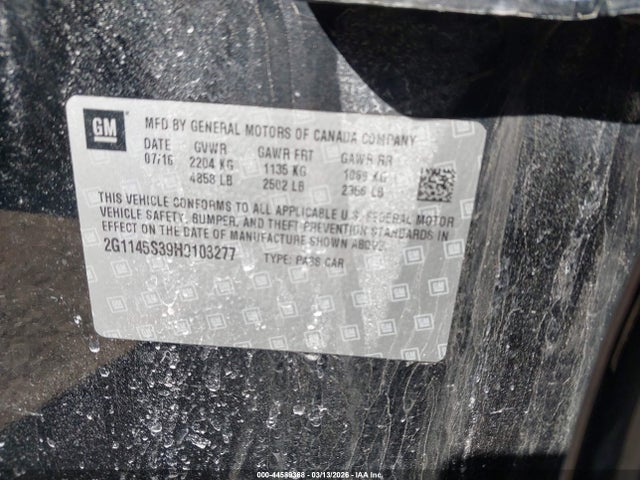 GM
MFD BY GENERAL MOTORS OF CANADA COMPANY
DATE GVWR GAWR FRT GAWR RR
07/16 2204 KG 1135 KG 1069 KG
4858 LB 2502 LB 2356 LB
THIS VEHICLE CONFORMS TO ALL APPLICABLE U.S. FEDERAL MOTOR
VEHICLE SAFETY, BUMPER, AND THEFT PREVENTION STANDARDS IN
EFFECT ON THE DATE OF MANUFACTURE SHOWN ABOVE.
2G1145S39H9103277 TYPE: PASS CAR
000-44589368 - 03/13/2026 - IAA Inc.